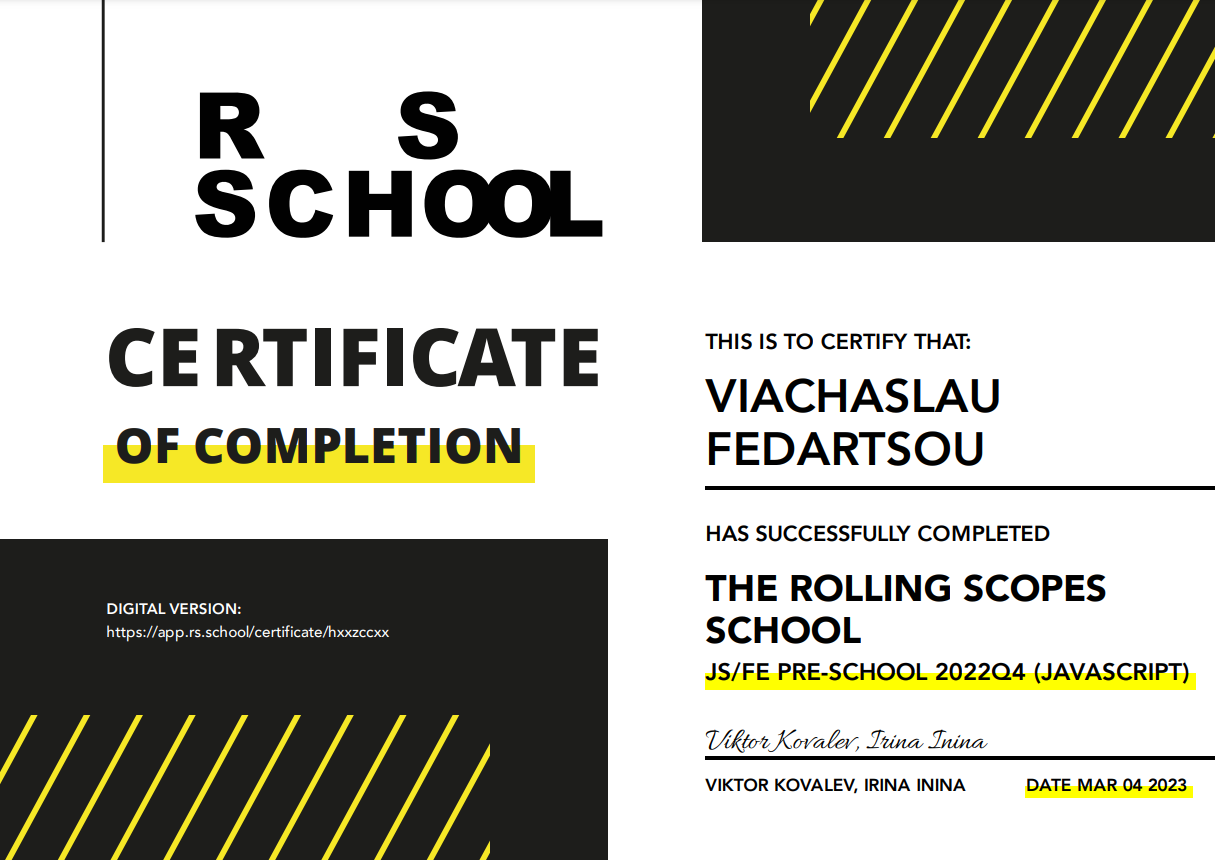 R S
SCHOOL
CERTIFICATE
OF COMPLETION
DIGITAL VERSION:
https://app.rs.school/certificate/hxxzccxx
THIS IS TO CERTIFY THAT:
VIACHASLAU
FEDARTSOU
HAS SUCCESSFULLY COMPLETED
THE ROLLING SCOPES
SCHOOL
JS/FE PRE-SCHOOL 2022Q4 (JAVASCRIPT)
Viktor Kovalev, Irina Inina
VIKTOR KOVALEV, IRINA ININA
DATE MAR 04 2023